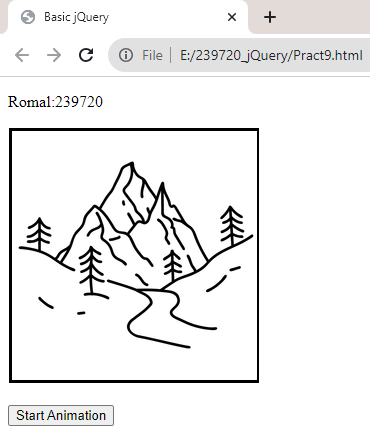 Basic jQuery
File | E:/239720_jQuery/Pract9.html
Romal:239720
Start Animation